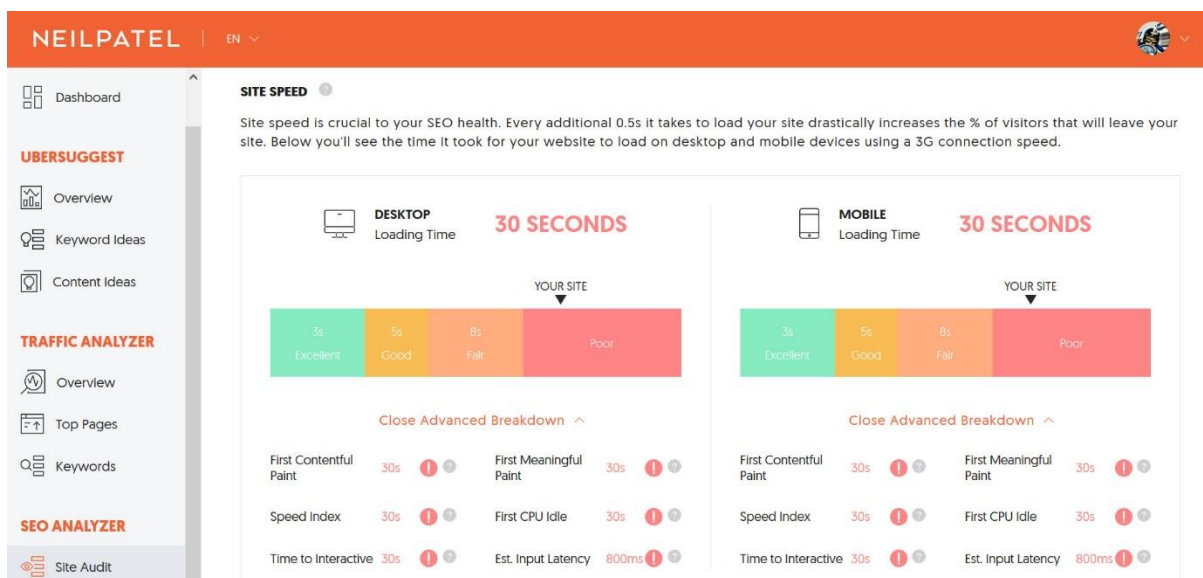 NEILPATEL
EN
Dashboard
UBERSUGGEST
Overview
Keyword Ideas
Content Ideas
TRAFFIC ANALYZER
Overview
Top Pages
Keywords
SEO ANALYZER
Site Audit
SITE SPEED ?
Site speed is crucial to your SEO health. Every additional 0.5s it takes to load your site drastically increases the % of visitors that will leave your
site. Below you'll see the time it took for your website to load on desktop and mobile devices using a 3G connection speed.
DESKTOP
Loading Time
30 SECONDS
YOUR SITE
3s
Excellent
5s
Good
8s
Fair
Poor
Close Advanced Breakdown
First Contentful
Paint
30s ! ?
First Meaningful
Paint
30s ! ?
Speed Index 30s ! ?
First CPU Idle 30s ! ?
Time to Interactive 30s ! ?
Est. Input Latency 800ms ! ?
MOBILE
Loading Time
30 SECONDS
YOUR SITE
3s
Excellent
5s
Good
8s
Fair
Poor
Close Advanced Breakdown
First Contentful
Paint
30s ! ?
First Meaningful
Paint
30s ! ?
Speed Index 30s ! ?
First CPU Idle 30s ! ?
Time to Interactive 30s ! ?
Est. Input Latency 800ms ! ?